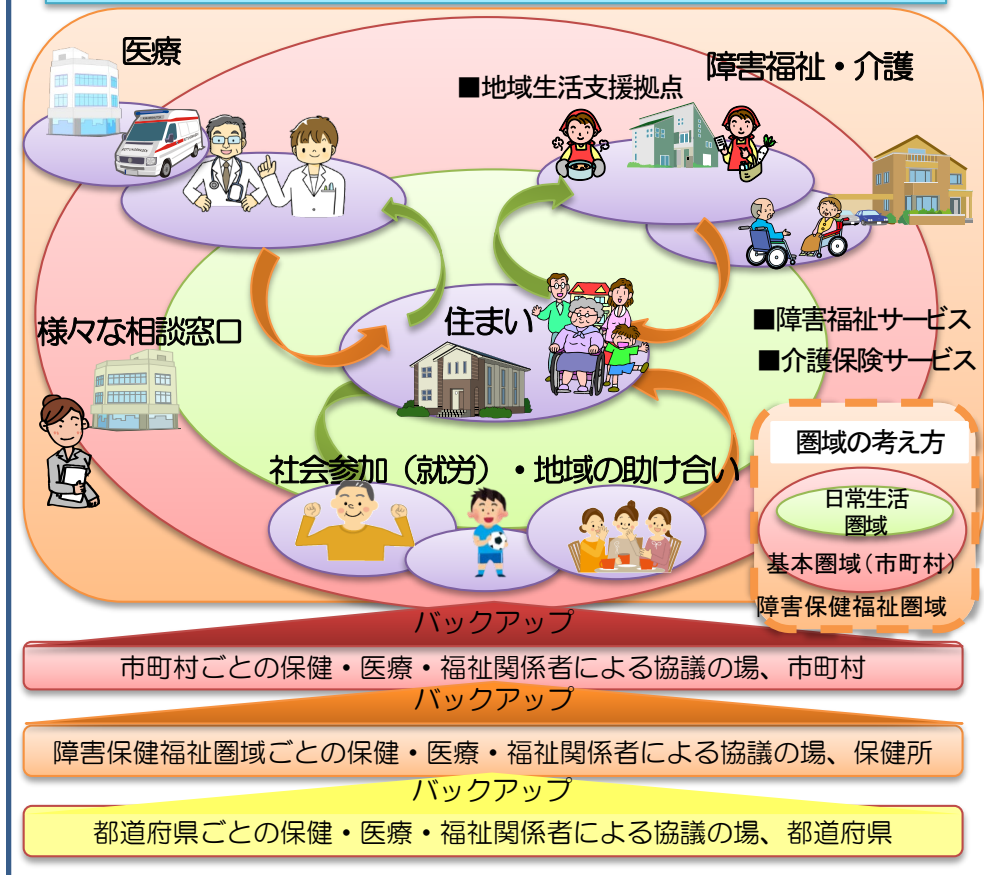 医療
障害福祉・介護
■地域生活支援拠点
住まい
様々な相談窓口
■障害福祉サービス
■介護保険サービス
社会参加（就労）・地域の助け合い
圏域の考え方
日常生活
圏域
基本圏域（市町村）
障害保健福祉圏域
バックアップ
市町村ごとの保健・医療・福祉関係者による協議の場、市町村
バックアップ
障害保健福祉圏域ごとの保健・医療・福祉関係者による協議の場、保健所
バックアップ
都道府県ごとの保健・医療・福祉関係者による協議の場、都道府県